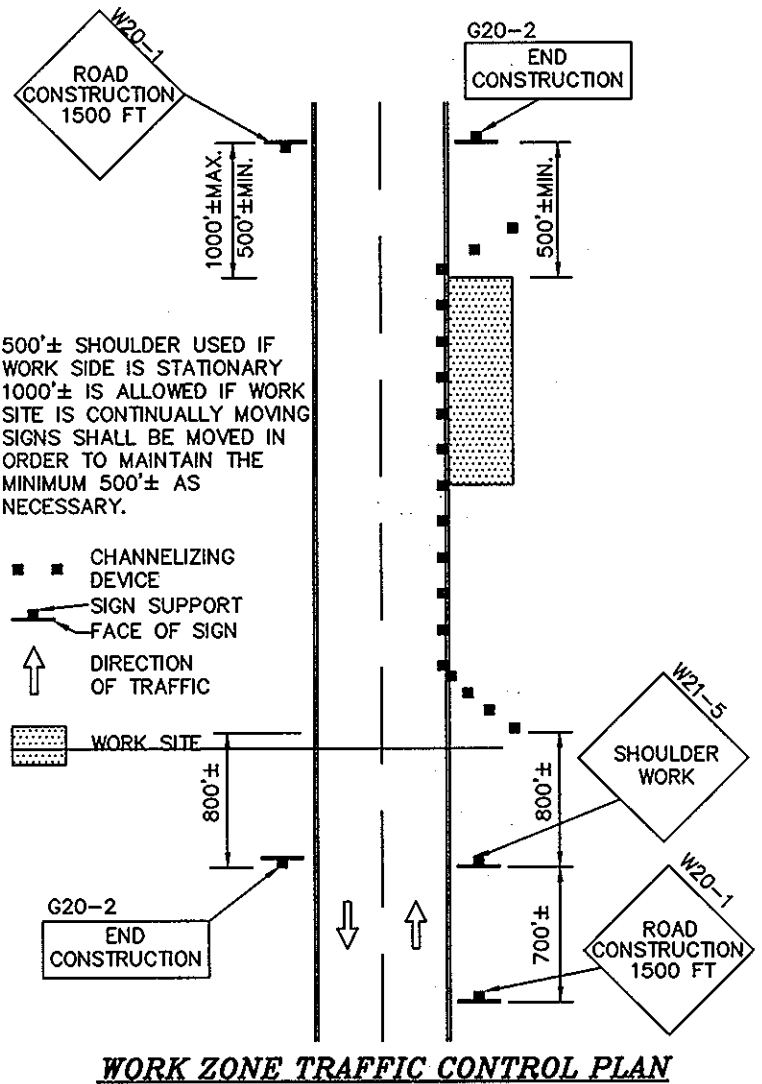 W20-1
ROAD
CONSTRUCTION
1500 FT
G20-2
END
CONSTRUCTION
1000'±MAX.
500'±MIN.
500'±MIN.
500'± SHOULDER USED IF
WORK SIDE IS STATIONARY
1000'± IS ALLOWED IF WORK
SITE IS CONTINUALLY MOVING
SIGNS SHALL BE MOVED IN
ORDER TO MAINTAIN THE
MINIMUM 500'± AS
NECESSARY.
CHANNELIZING
DEVICE
SIGN SUPPORT
FACE OF SIGN
DIRECTION
OF TRAFFIC
WORK SITE
800'±
800'±
W21-5
SHOULDER
WORK
G20-2
END
CONSTRUCTION
700'±
W20-1
ROAD
CONSTRUCTION
1500 FT
WORK ZONE TRAFFIC CONTROL PLAN